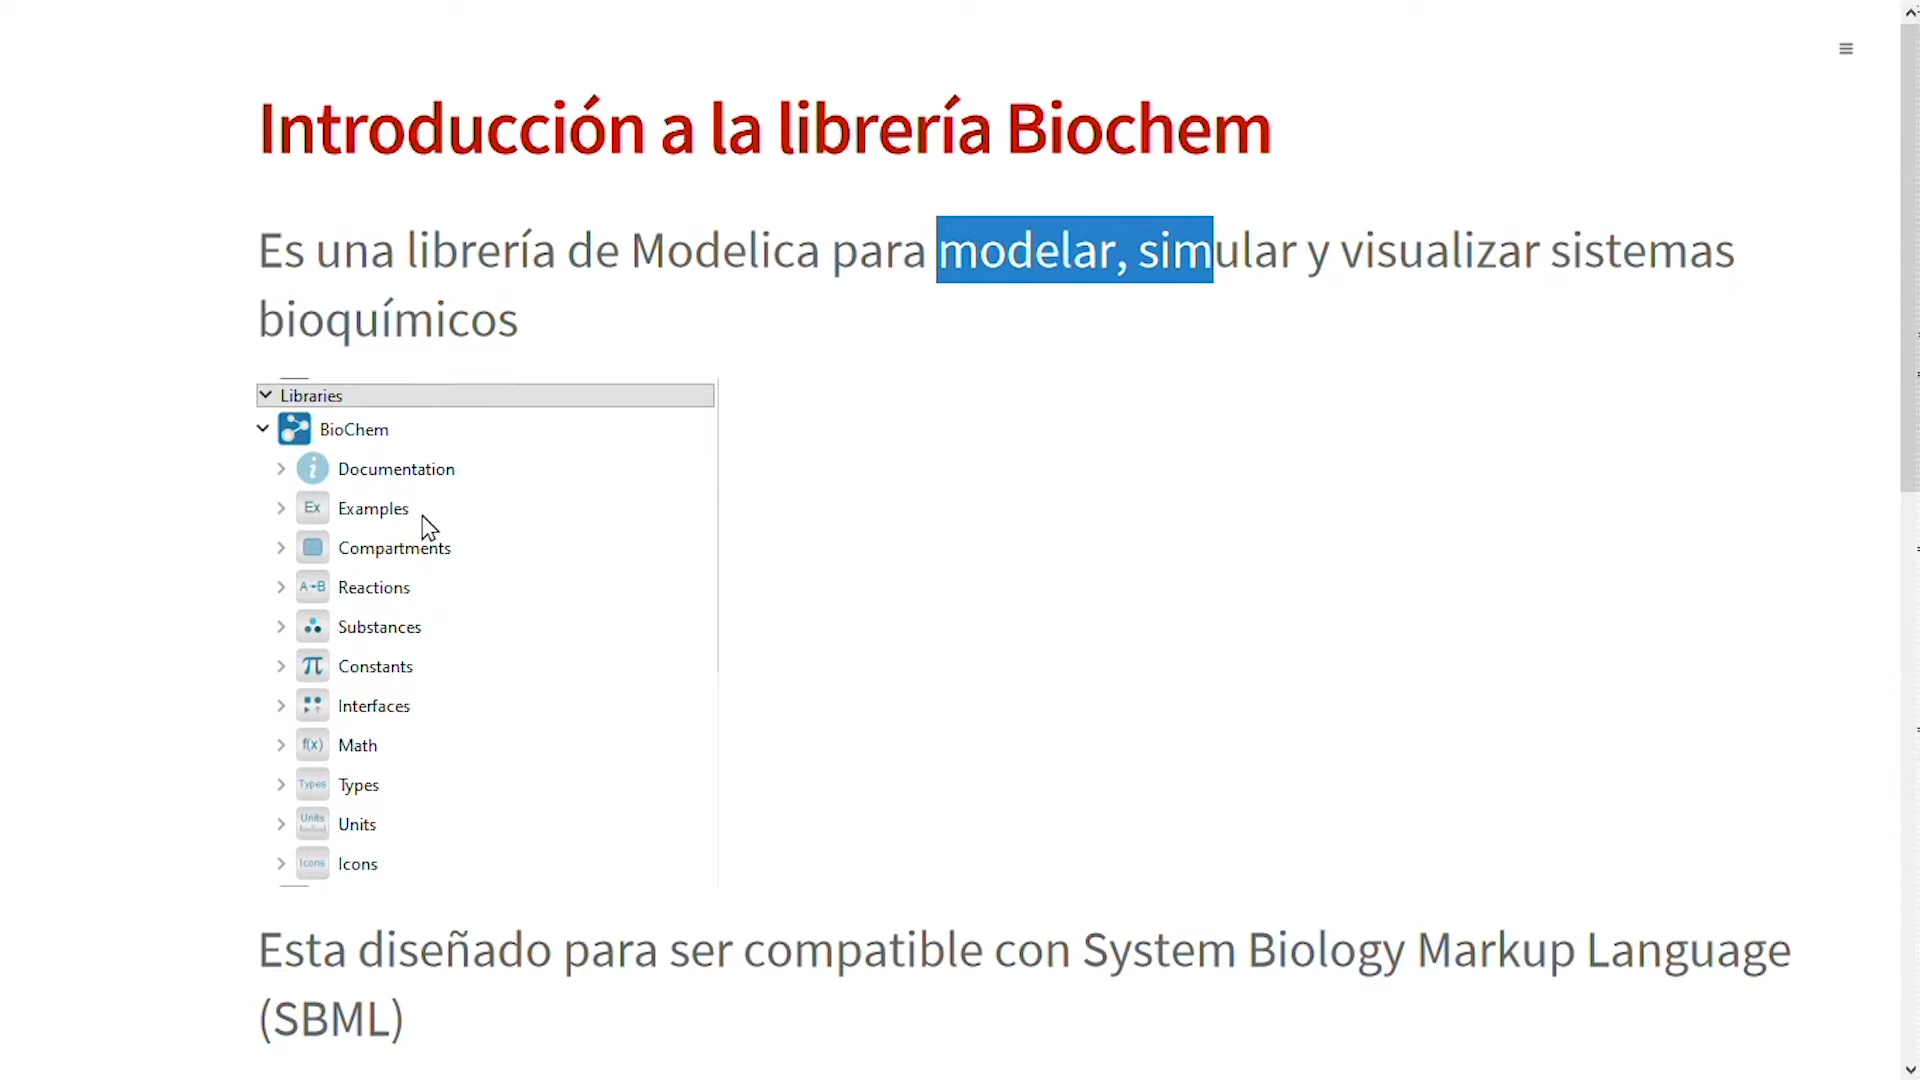 Introducción a la librería Biochem
Es una librería de Modelica para modelar, simular y visualizar sistemas
bioquímicos
Libraries
BioChem
i Documentation
Ex Examples
Compartments
A→B Reactions
Substances
π Constants
Interfaces
f(x) Math
Types Types
Units Units
Icons Icons
Esta diseñado para ser compatible con System Biology Markup Language
(SBML)